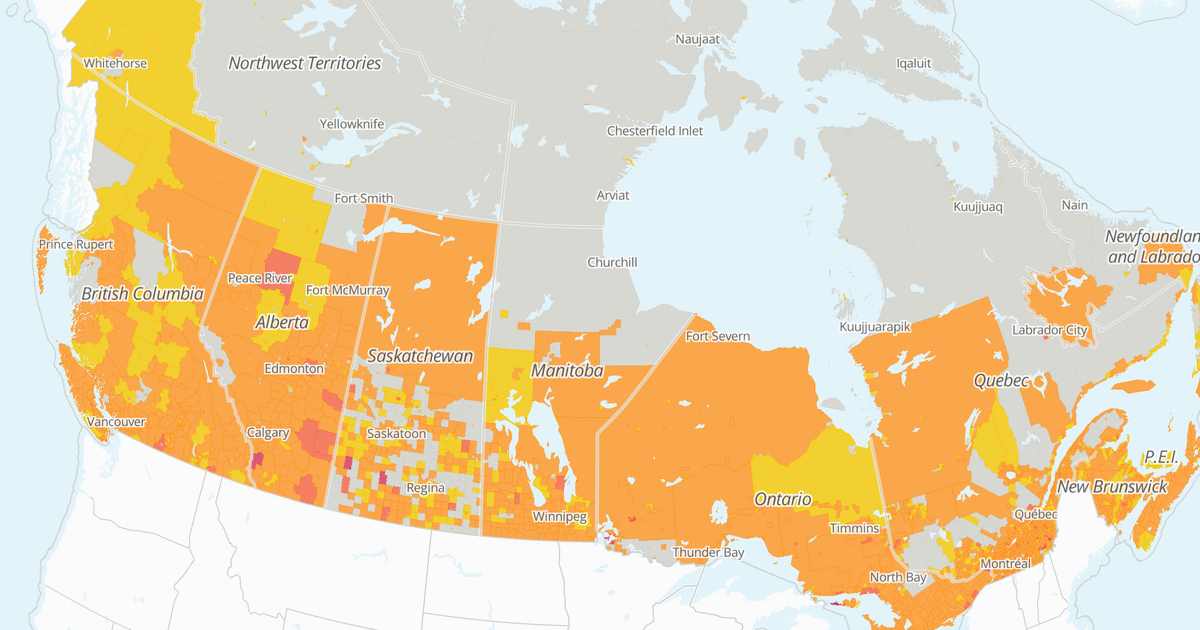 Naujaat
Whitehorse
Northwest Territories
Iqaluit
Yellowknife
Chesterfield Inlet
Fort Smith
Arviat
Kuujjuaq
Nain
Prince Rupert
Newfoundlan
and Labrado
Churchill
Peace River
British Columbia
Fort McMurray
Alberta
Kuujjuarapik
Labrador City
Fort Severn
Saskatchewan
Edmonton
Manitoba
Quebec
Vancouver
Calgary
Saskatoon
P.E.I.
Regina
New Brunswick
Ontario
Winnipeg
Québec
Timmins
Thunder Bay
Montréal
North Bay